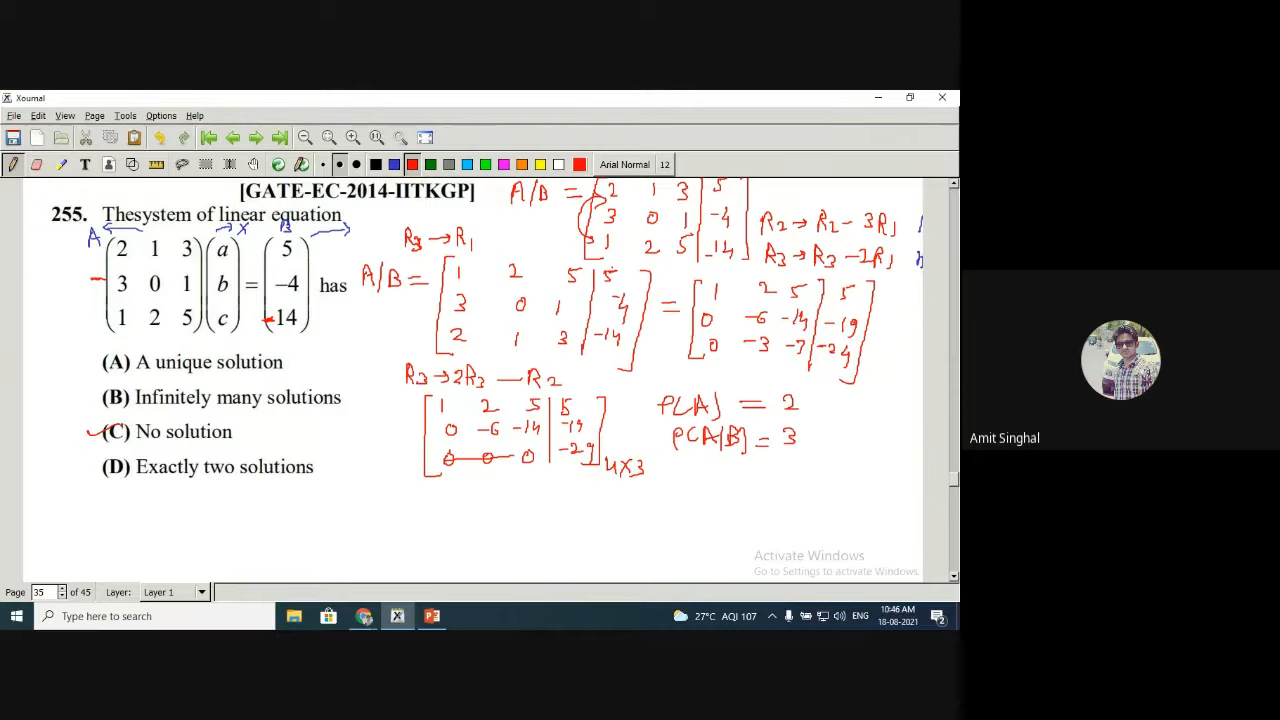 Xournal
File Edit View Page Tools Options Help
Arial Normal 12
[GATE-EC-2014-IITKGP]
255. Thesystem of linear equation
A X B
2 1 3 a 5
3 0 1 b = -4 has
1 2 5 c -14
(A) A unique solution
(B) Infinitely many solutions
(C) No solution
(D) Exactly two solutions
A/B = 2 1 3 | 5
3 0 1 | -4
1 2 5 | -14
R3 → R1
R2 → R2 - 3R1
R3 → R3 - 2R1
A/B = [1 2 5 | 5
3 0 1 | -4
2 1 3 | -14]
= [1 2 5 | 5
0 -6 -14 | -19
0 -3 -7 | -24]
R3 → 2R3 - R2
[1 2 5 | 5
0 -6 -14 | -19
0 0 0 | -29] 4x3
ρ(A) = 2
ρ(A|B) = 3
Activate Windows
Go to Settings to activate Windows.
Page 35 of 45 Layer: Layer 1
Type here to search
27°C AQI 107 ENG 10:46 AM
18-08-2021 2
Amit Singhal